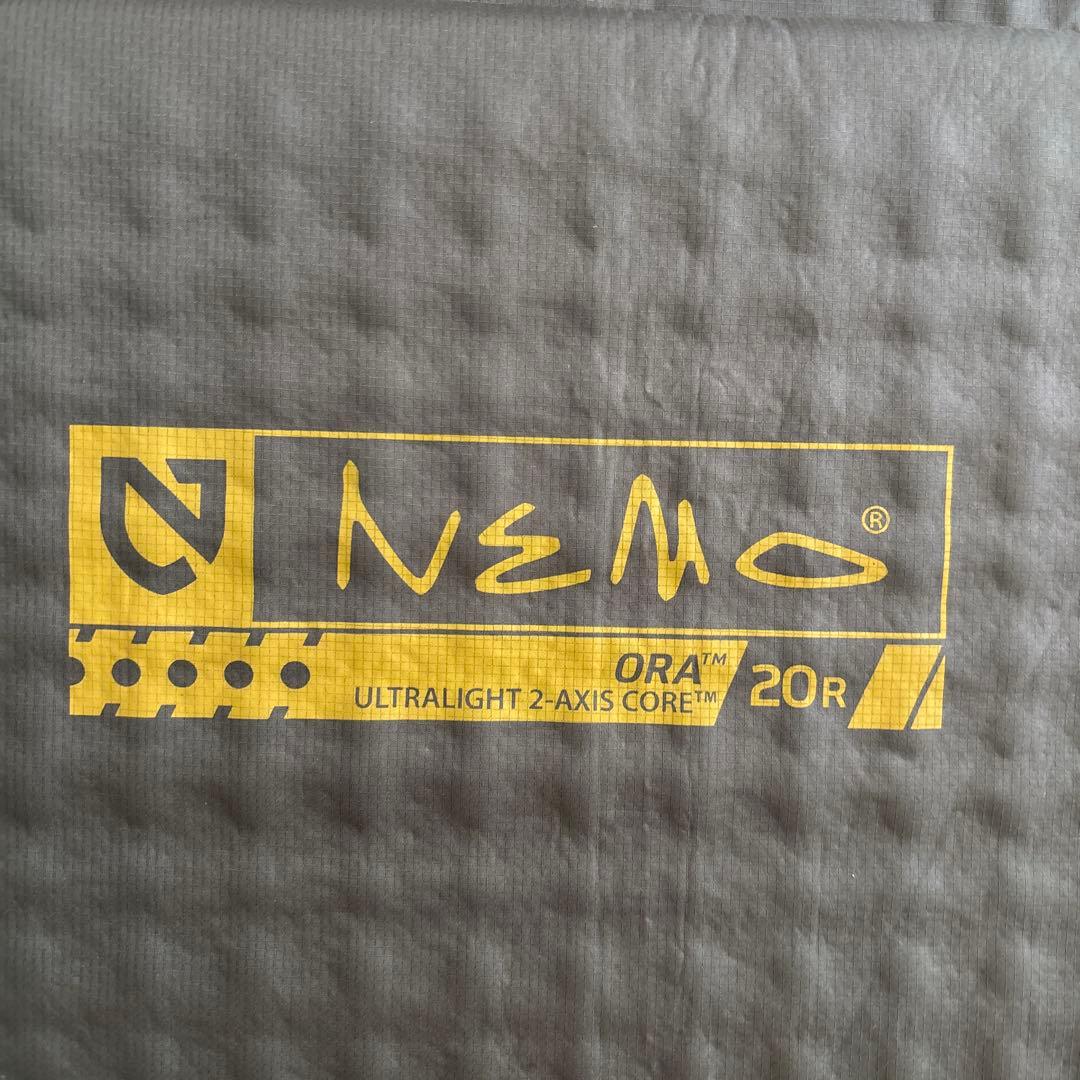 NEMO®
ORA™
ULTRALIGHT 2-AXIS CORE™
20R